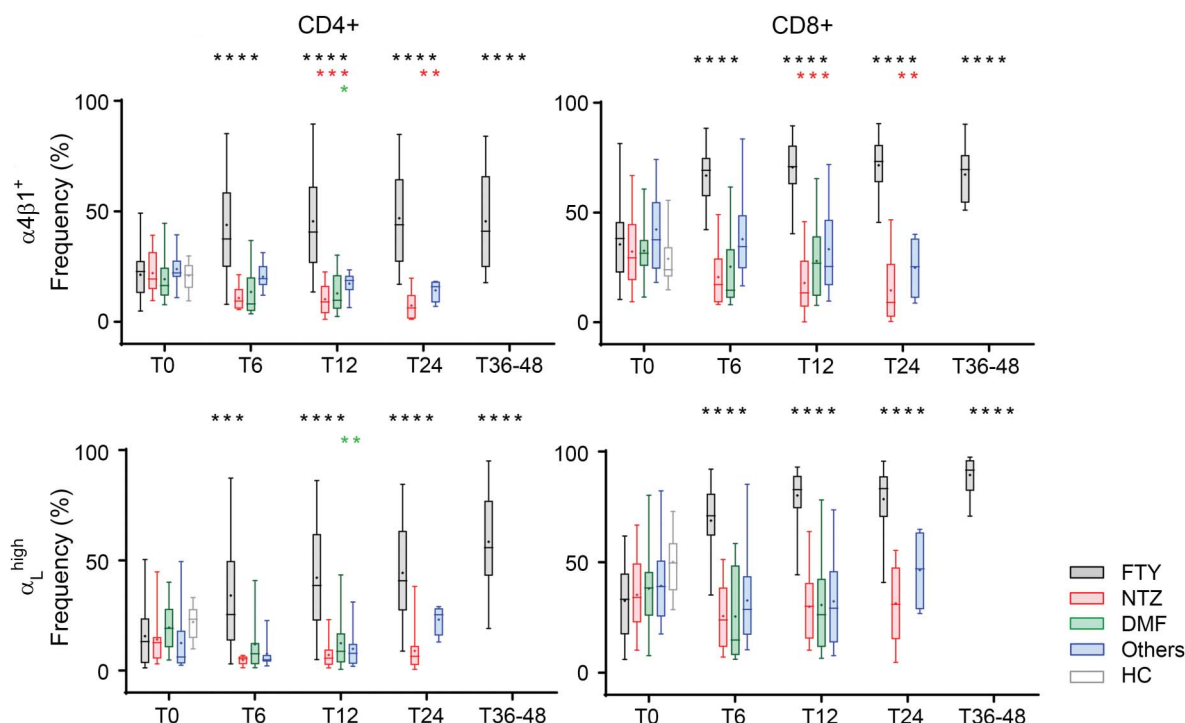 CD4+ CD8+
**** **** **** **** **** **** **** ****
*** ** *** **
*
100 100
α4β1+ Frequency (%)
50 50
0 0
T0 T6 T12 T24 T36-48 T0 T6 T12 T24 T36-48
*** **** **** **** **** **** **** ****
**
100 100
αL high Frequency (%)
50 50
0 0
T0 T6 T12 T24 T36-48 T0 T6 T12 T24 T36-48
FTY
NTZ
DMF
Others
HC